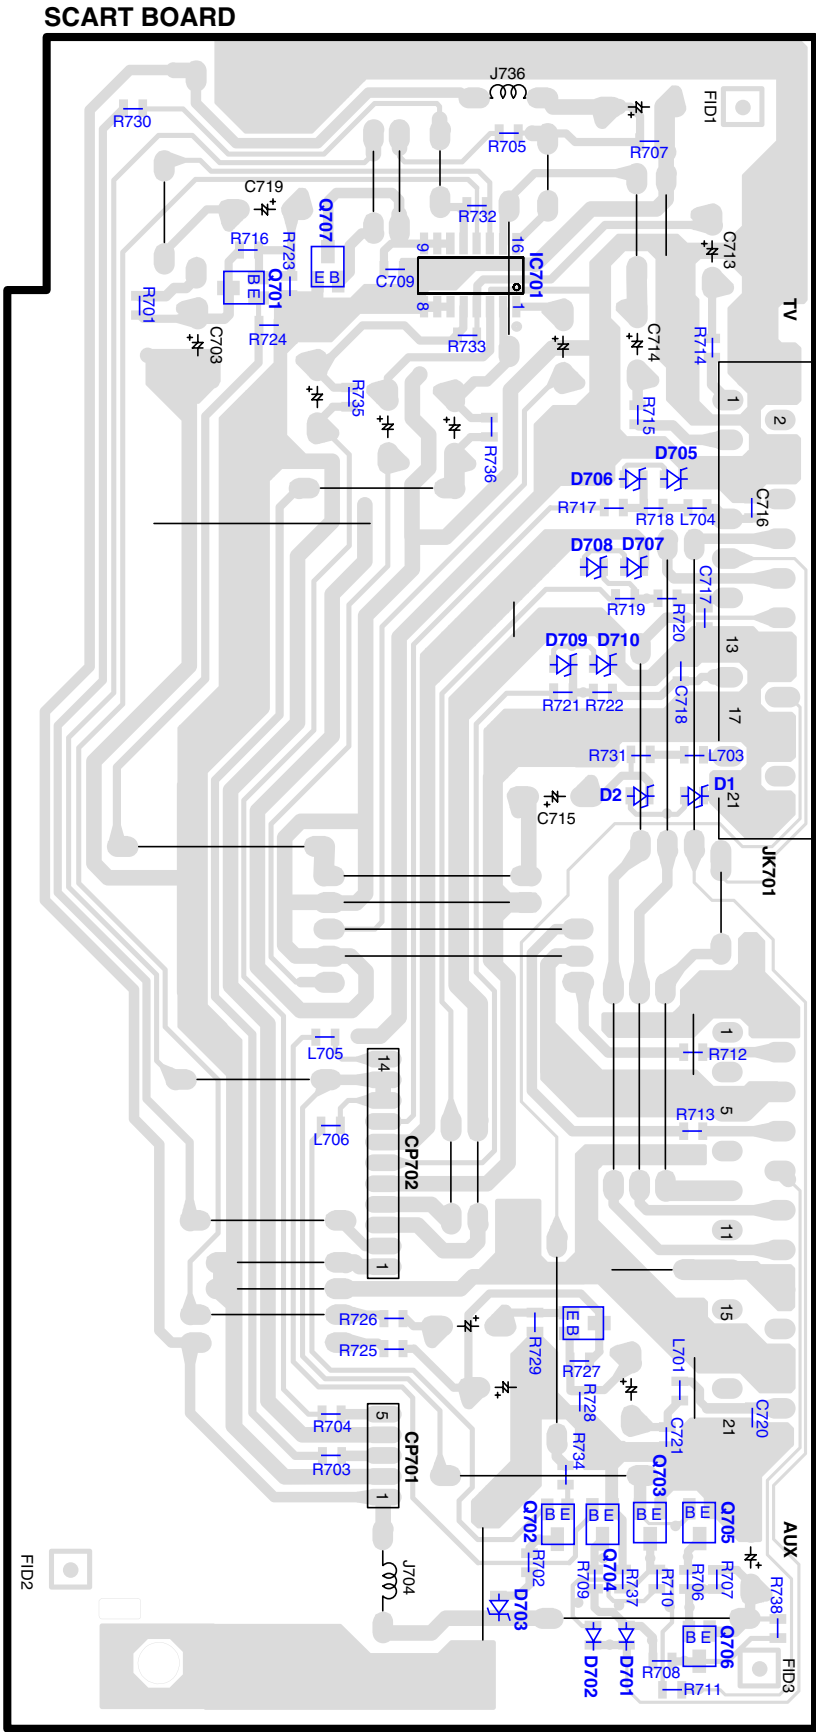 SCART BOARD
J736
FID1
R730
R705
R707
C719
Q707
R732
C713
R716
R723
9
16
IC701
TV
Q701
B E
E B
C709
R701
8
1
R724
C703
R733
C714
R714
R735
R715
1
2
R736
D705
D706
R717
R718
L704
C716
D708
D707
C717
R719
R720
13
D709
D710
R721
R722
C718
17
R731
L703
D2
D1
21
C715
JK701
L705
1
R712
14
5
R713
L706
CP702
11
1
15
R726
E B
R729
R725
R727
L701
R728
5
R704
C721
21
C720
CP701
R703
R734
Q703
1
Q702
B E
B E
B E
B E
Q705
AUX
FID2
J704
R702
Q704
R709
R737
R710
R706
R707
R738
D703
D702
D701
B E
Q706
R708
FID3
R711